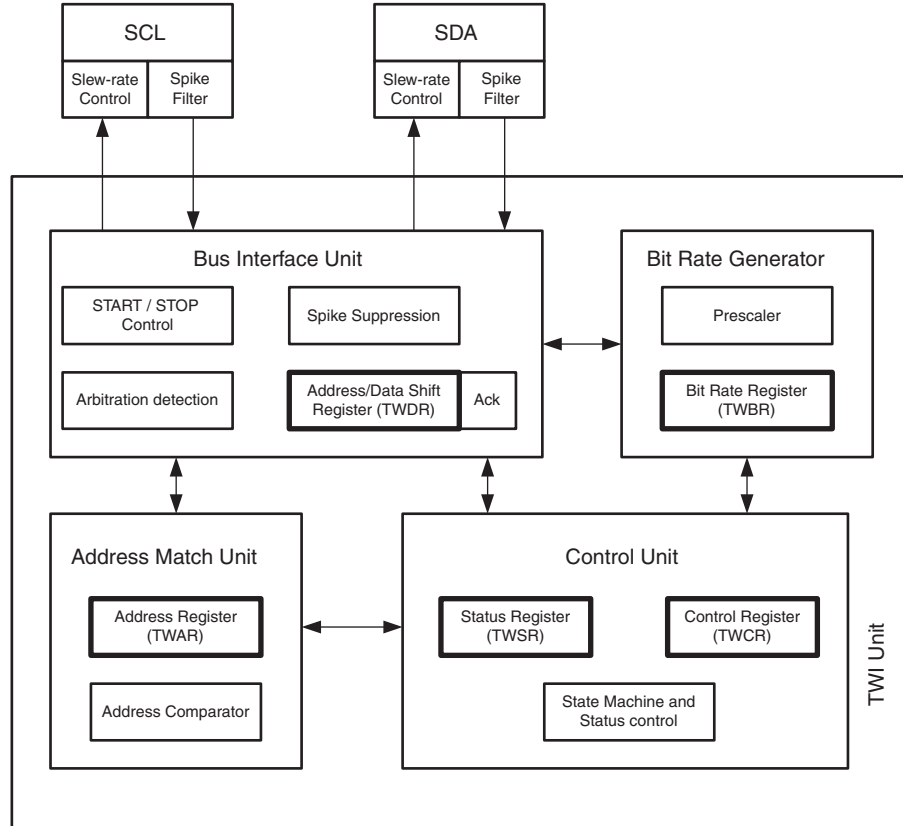 SCL
Slew-rate
Control
Spike
Filter
SDA
Slew-rate
Control
Spike
Filter
Bus Interface Unit
START / STOP
Control
Spike Suppression
Arbitration detection
Address/Data Shift
Register (TWDR)
Ack
Bit Rate Generator
Prescaler
Bit Rate Register
(TWBR)
Address Match Unit
Address Register
(TWAR)
Address Comparator
Control Unit
Status Register
(TWSR)
Control Register
(TWCR)
State Machine and
Status control
TWI Unit